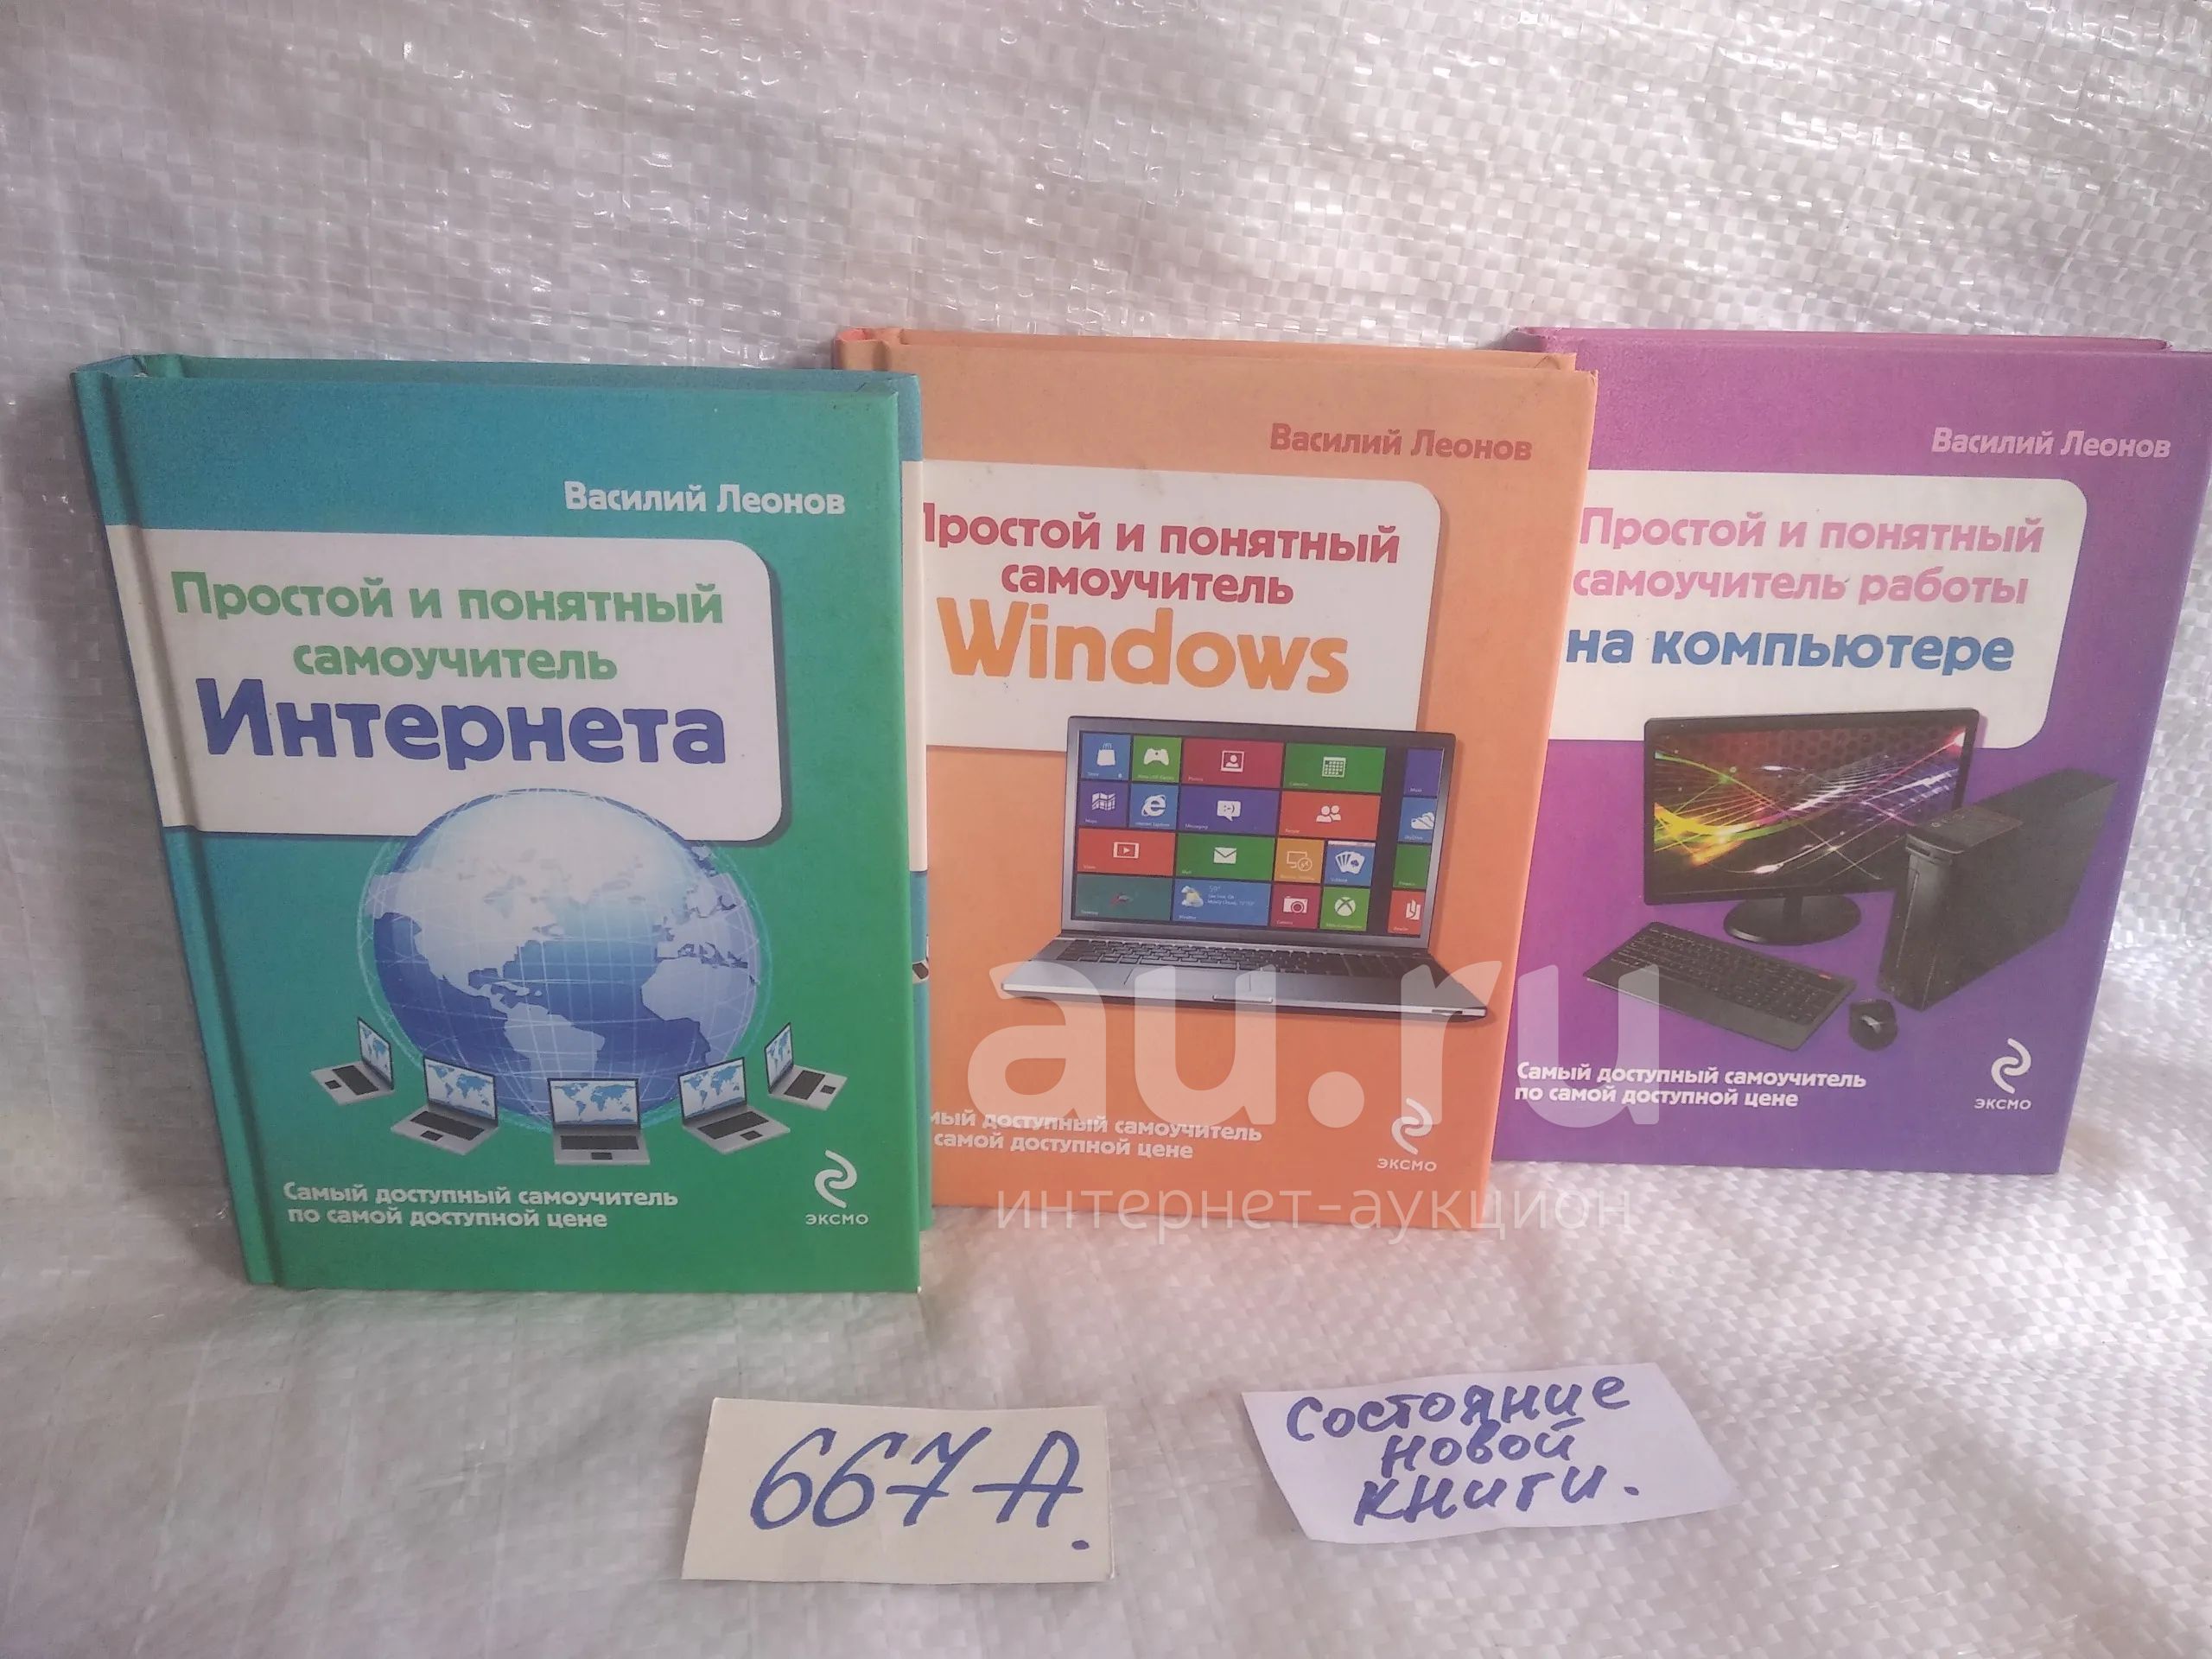 Василий Леонов
Простой и понятный
самоучитель
Интернета
Самый доступный самоучитель
по самой доступной цене
ЭКСМО
Василий Леонов
Простой и понятный
самоучитель
Windows
мый доступный самоучитель
самой доступной цене
ЭКСМО
Василий Леонов
Простой и понятный
самоучитель работы
на компьютере
Самый доступный самоучитель
по самой доступной цене
ЭКСМО
au.ru
интернет-аукцион
667А.
Состояние
новой
книги.